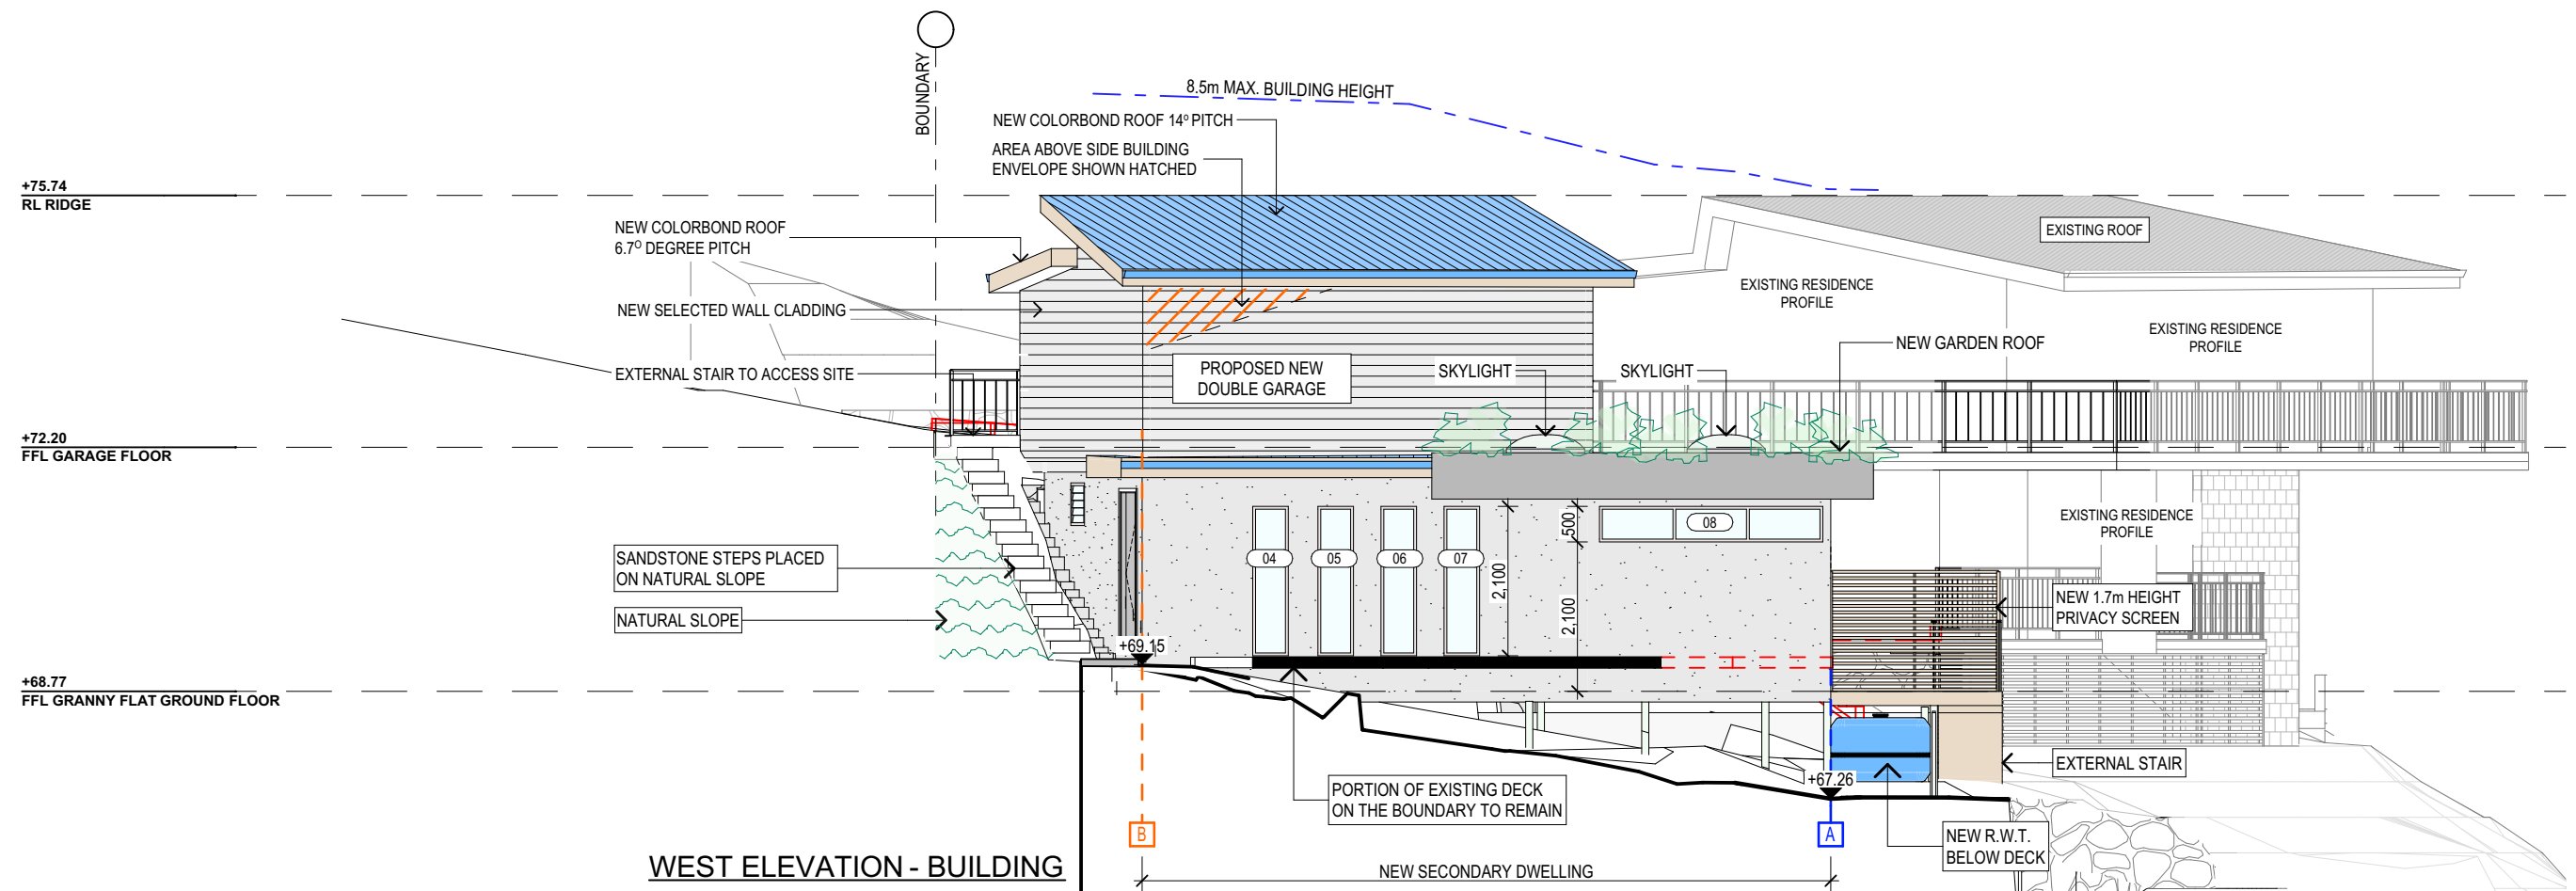 BOUNDARY
8.5m MAX. BUILDING HEIGHT
NEW COLORBOND ROOF 14º PITCH
AREA ABOVE SIDE BUILDING
ENVELOPE SHOWN HATCHED
+75.74
RL RIDGE
NEW COLORBOND ROOF
6.7º DEGREE PITCH
EXISTING ROOF
EXISTING RESIDENCE
PROFILE
NEW SELECTED WALL CLADDING
EXISTING RESIDENCE
PROFILE
NEW GARDEN ROOF
EXTERNAL STAIR TO ACCESS SITE
PROPOSED NEW
DOUBLE GARAGE
SKYLIGHT
SKYLIGHT
+72.20
FFL GARAGE FLOOR
04
05
06
07
2,100
500
2,100
08
EXISTING RESIDENCE
PROFILE
SANDSTONE STEPS PLACED
ON NATURAL SLOPE
NATURAL SLOPE
NEW 1.7m HEIGHT
PRIVACY SCREEN
+69.15
+68.77
FFL GRANNY FLAT GROUND FLOOR
EXTERNAL STAIR
+67.26
PORTION OF EXISTING DECK
ON THE BOUNDARY TO REMAIN
B
A
NEW R.W.T.
BELOW DECK
WEST ELEVATION - BUILDING
NEW SECONDARY DWELLING